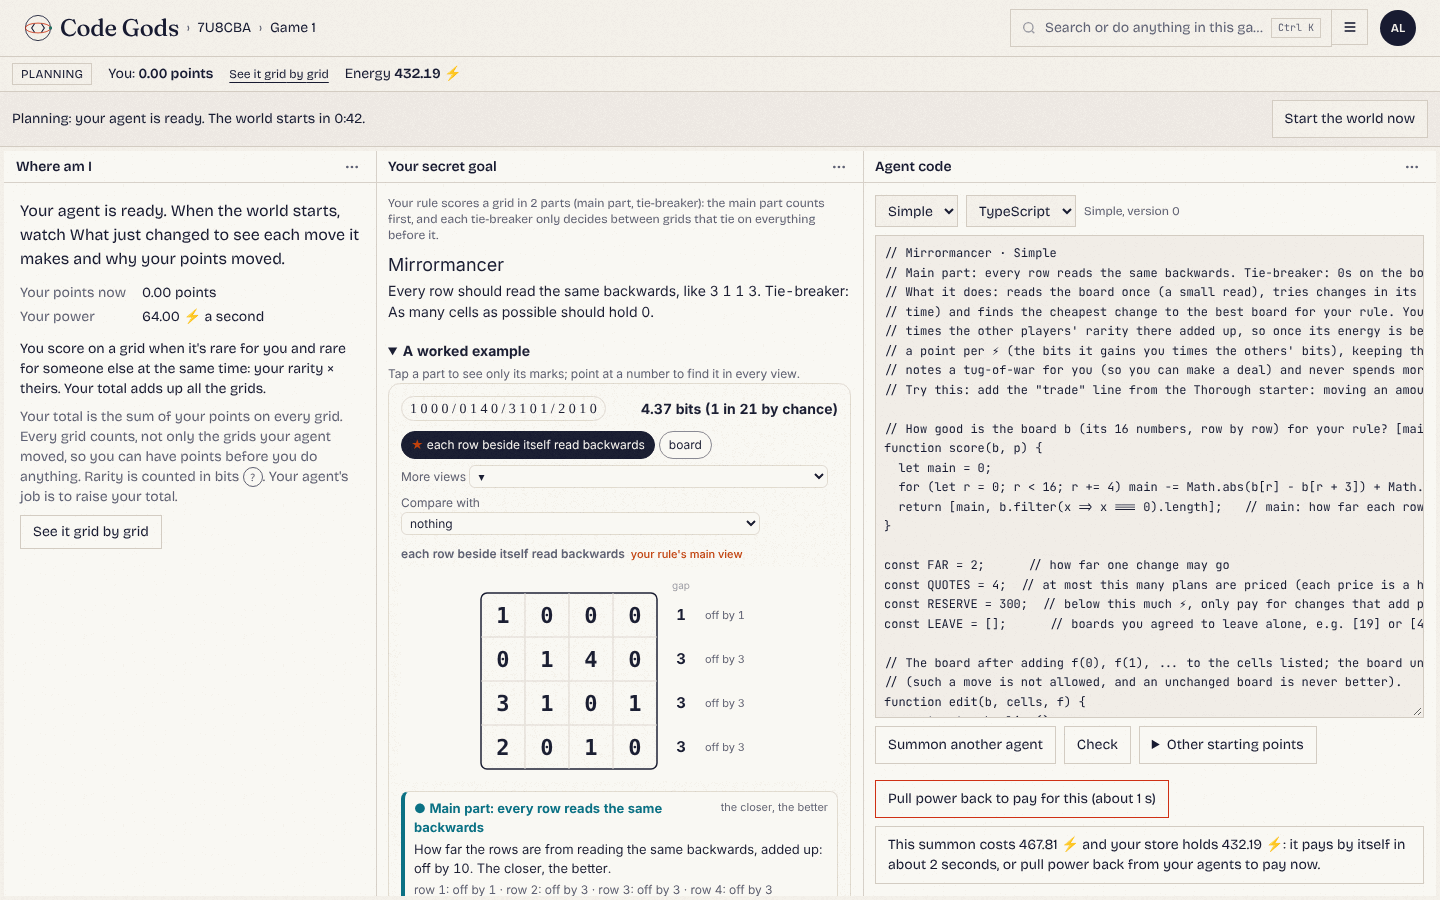 Code Gods › 7U8CBA › Game 1
Search or do anything in this ga... Ctrl K ☰ AL
PLANNING You: 0.00 points See it grid by grid Energy 432.19 ⚡
Planning: your agent is ready. The world starts in 0:42.
Start the world now
Where am I ···
Your agent is ready. When the world starts,
watch What just changed to see each move it
makes and why your points moved.
Your points now 0.00 points
Your power 64.00 ⚡ a second
You score on a grid when it's rare for you and rare
for someone else at the same time: your rarity ×
theirs. Your total adds up all the grids.
Your total is the sum of your points on every grid.
Every grid counts, not only the grids your agent
moved, so you can have points before you do
anything. Rarity is counted in bits ?. Your agent's
job is to raise your total.
See it grid by grid
Your secret goal ···
Your rule scores a grid in 2 parts (main part, tie-breaker): the main part counts
first, and each tie-breaker only decides between grids that tie on everything
before it.
Mirrormancer
Every row should read the same backwards, like 3 1 1 3. Tie-breaker:
As many cells as possible should hold 0.
▼ A worked example
Tap a part to see only its marks; point at a number to find it in every view.
1000/0140/3101/2010 4.37 bits (1 in 21 by chance)
★ each row beside itself read backwards board
More views ▾
Compare with
nothing
each row beside itself read backwards your rule's main view
gap
1 0 0 0 1 off by 1
0 1 4 0 3 off by 3
3 1 0 1 3 off by 3
2 0 1 0 3 off by 3
● Main part: every row reads the same
backwards
the closer, the better
How far the rows are from reading the same backwards, added up:
off by 10. The closer, the better.
row 1: off by 1 · row 2: off by 3 · row 3: off by 3 · row 4: off by 3
Agent code ···
Simple TypeScript Simple, version 0
// Mirrormancer · Simple
// Main part: every row reads the same backwards. Tie-breaker: 0s on the bo
// What it does: reads the board once (a small read), tries changes in its
// time) and finds the cheapest change to the best board for your rule. You
// times the other players' rarity there added up, so once its energy is be
// a point per ⚡ (the bits it gains you times the others' bits), keeping th
// notes a tug-of-war for you (so you can make a deal) and never spends mor
// Try this: add the "trade" line from the Thorough starter: moving an amou
// How good is the board b (its 16 numbers, row by row) for your rule? [mai
function score(b, p) {
let main = 0;
for (let r = 0; r < 16; r += 4) main -= Math.abs(b[r] - b[r + 3]) + Math.
return [main, b.filter(x => x === 0).length]; // main: how far each row
}
const FAR = 2; // how far one change may go
const QUOTES = 4; // at most this many plans are priced (each price is a h
const RESERVE = 300; // below this much ⚡, only pay for changes that add p
const LEAVE = []; // boards you agreed to leave alone, e.g. [19] or [4
// The board after adding f(0), f(1), ... to the cells listed; the board un
// (such a move is not allowed, and an unchanged board is never better).
function edit(b, cells, f) {
Summon another agent Check ▶ Other starting points
Pull power back to pay for this (about 1 s)
This summon costs 467.81 ⚡ and your store holds 432.19 ⚡: it pays by itself in
about 2 seconds, or pull power back from your agents to pay now.